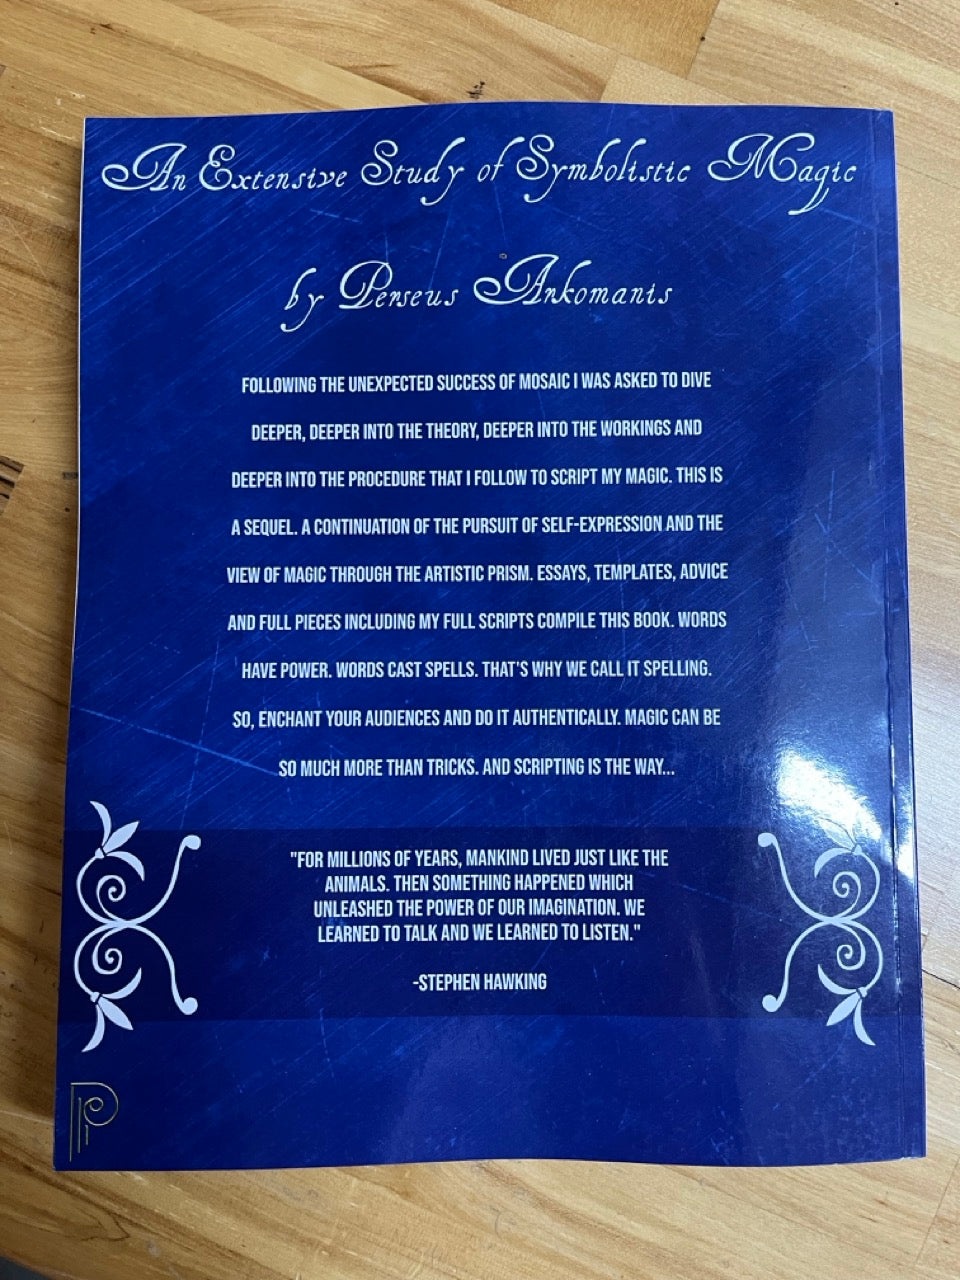 An Extensive Study of Symbolistic Magic
by Perseus Arkomanis
FOLLOWING THE UNEXPECTED SUCCESS OF MOSAIC I WAS ASKED TO DIVE
DEEPER, DEEPER INTO THE THEORY, DEEPER INTO THE WORKINGS AND
DEEPER INTO THE PROCEDURE THAT I FOLLOW TO SCRIPT MY MAGIC. THIS IS
A SEQUEL. A CONTINUATION OF THE PURSUIT OF SELF-EXPRESSION AND THE
VIEW OF MAGIC THROUGH THE ARTISTIC PRISM. ESSAYS, TEMPLATES, ADVICE
AND FULL PIECES INCLUDING MY FULL SCRIPTS COMPILE THIS BOOK. WORDS
HAVE POWER. WORDS CAST SPELLS. THAT'S WHY WE CALL IT SPELLING.
SO, ENCHANT YOUR AUDIENCES AND DO IT AUTHENTICALLY. MAGIC CAN BE
SO MUCH MORE THAN TRICKS. AND SCRIPTING IS THE WAY...
"FOR MILLIONS OF YEARS, MANKIND LIVED JUST LIKE THE
ANIMALS. THEN SOMETHING HAPPENED WHICH
UNLEASHED THE POWER OF OUR IMAGINATION. WE
LEARNED TO TALK AND WE LEARNED TO LISTEN."
-STEPHEN HAWKING